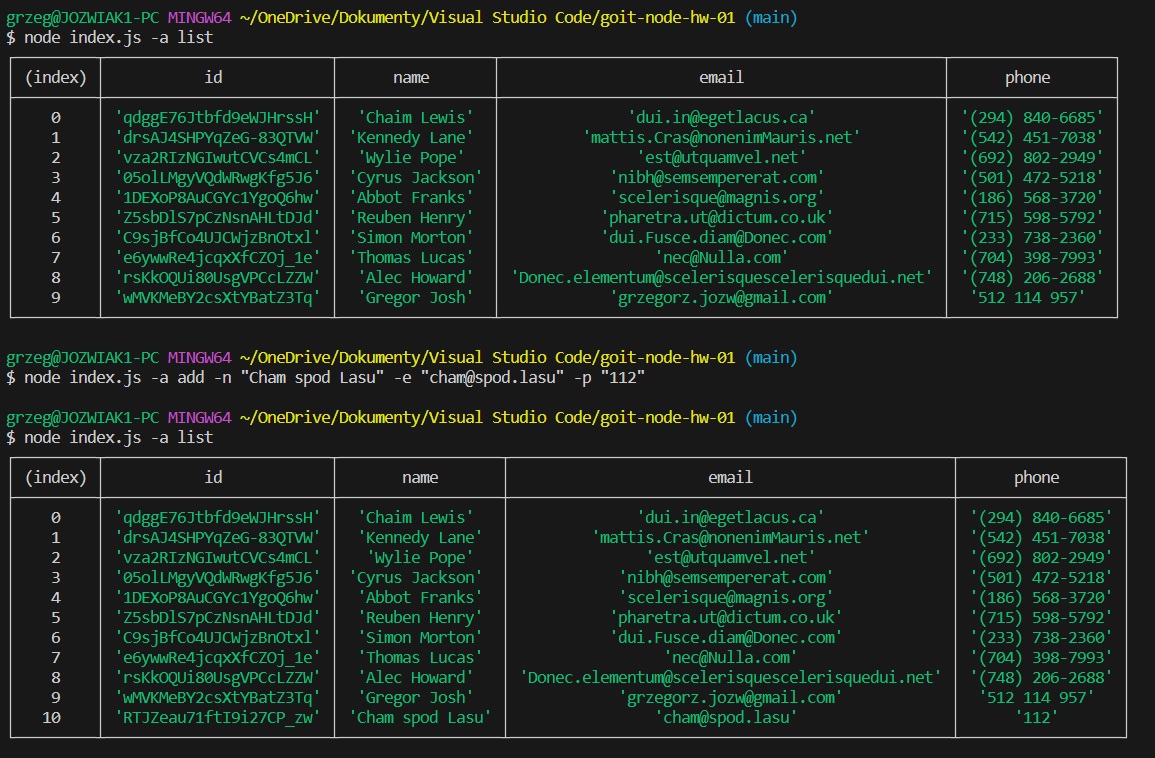 grzeg@JOZWIAK1-PC MINGW64 ~/OneDrive/Dokumenty/Visual Studio Code/goit-node-hw-01 (main)
$ node index.js -a list
(index) id name email phone
0 'qdggE76Jtbfd9eWJHrssH' 'Chaim Lewis' 'dui.in@egetlacus.ca' '(294) 840-6685'
1 'drsAJ4SHPYqZeG-83QTVW' 'Kennedy Lane' 'mattis.Cras@nonenimMauris.net' '(542) 451-7038'
2 'vza2RIzNGIwutCVCs4mCL' 'Wylie Pope' 'est@utquamvel.net' '(692) 802-2949'
3 '05olLMgyVQdWRwgKfg5J6' 'Cyrus Jackson' 'nibh@semsempererat.com' '(501) 472-5218'
4 '1DEXoP8AuCGYc1YgoQ6hw' 'Abbot Franks' 'scelerisque@magnis.org' '(186) 568-3720'
5 'Z5sbDlS7pCzNsnAHLtDJd' 'Reuben Henry' 'pharetra.ut@dictum.co.uk' '(715) 598-5792'
6 'C9sjBfCo4UJCWjzBnOtxl' 'Simon Morton' 'dui.Fusce.diam@Donec.com' '(233) 738-2360'
7 'e6ywwRe4jcqxXfCZOj_1e' 'Thomas Lucas' 'nec@Nulla.com' '(704) 398-7993'
8 'rsKkOQUi80UsgVPCcLZZW' 'Alec Howard' 'Donec.elementum@scelerisquescelerisquedui.net' '(748) 206-2688'
9 'wMVKMeBY2csXtYBatZ3Tq' 'Gregor Josh' 'grzegorz.jozw@gmail.com' '512 114 957'
grzeg@JOZWIAK1-PC MINGW64 ~/OneDrive/Dokumenty/Visual Studio Code/goit-node-hw-01 (main)
$ node index.js -a add -n "Cham spod Lasu" -e "cham@spod.lasu" -p "112"
grzeg@JOZWIAK1-PC MINGW64 ~/OneDrive/Dokumenty/Visual Studio Code/goit-node-hw-01 (main)
$ node index.js -a list
(index) id name email phone
0 'qdggE76Jtbfd9eWJHrssH' 'Chaim Lewis' 'dui.in@egetlacus.ca' '(294) 840-6685'
1 'drsAJ4SHPYqZeG-83QTVW' 'Kennedy Lane' 'mattis.Cras@nonenimMauris.net' '(542) 451-7038'
2 'vza2RIzNGIwutCVCs4mCL' 'Wylie Pope' 'est@utquamvel.net' '(692) 802-2949'
3 '05olLMgyVQdWRwgKfg5J6' 'Cyrus Jackson' 'nibh@semsempererat.com' '(501) 472-5218'
4 '1DEXoP8AuCGYc1YgoQ6hw' 'Abbot Franks' 'scelerisque@magnis.org' '(186) 568-3720'
5 'Z5sbDlS7pCzNsnAHLtDJd' 'Reuben Henry' 'pharetra.ut@dictum.co.uk' '(715) 598-5792'
6 'C9sjBfCo4UJCWjzBnOtxl' 'Simon Morton' 'dui.Fusce.diam@Donec.com' '(233) 738-2360'
7 'e6ywwRe4jcqxXfCZOj_1e' 'Thomas Lucas' 'nec@Nulla.com' '(704) 398-7993'
8 'rsKkOQUi80UsgVPCcLZZW' 'Alec Howard' 'Donec.elementum@scelerisquescelerisquedui.net' '(748) 206-2688'
9 'wMVKMeBY2csXtYBatZ3Tq' 'Gregor Josh' 'grzegorz.jozw@gmail.com' '512 114 957'
10 'RTJZeau71ftI9i27CP_zw' 'Cham spod Lasu' 'cham@spod.lasu' '112'